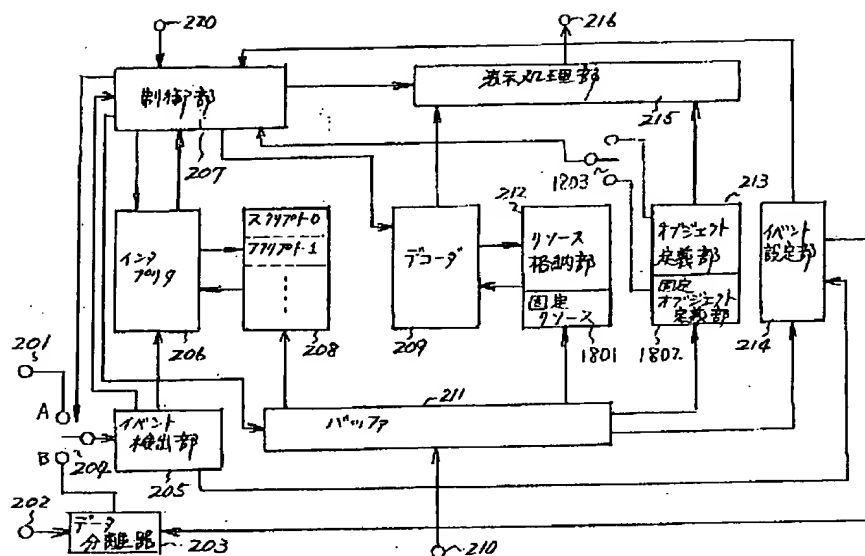 220
216
制御部
207
表示処理部
215
1803
212
213
インタ
プリタ
206
スクリプト0
スクリプト1
208
デコーダ
209
リソース
格納部
固定
リソース
1801
オブジェクト
定義部
固定
オブジェクト
定義部
1802
イベント
設定部
214
201
A
B
204
イベント
検出部
205
211
バッファ
202
データ
分離器
203
210